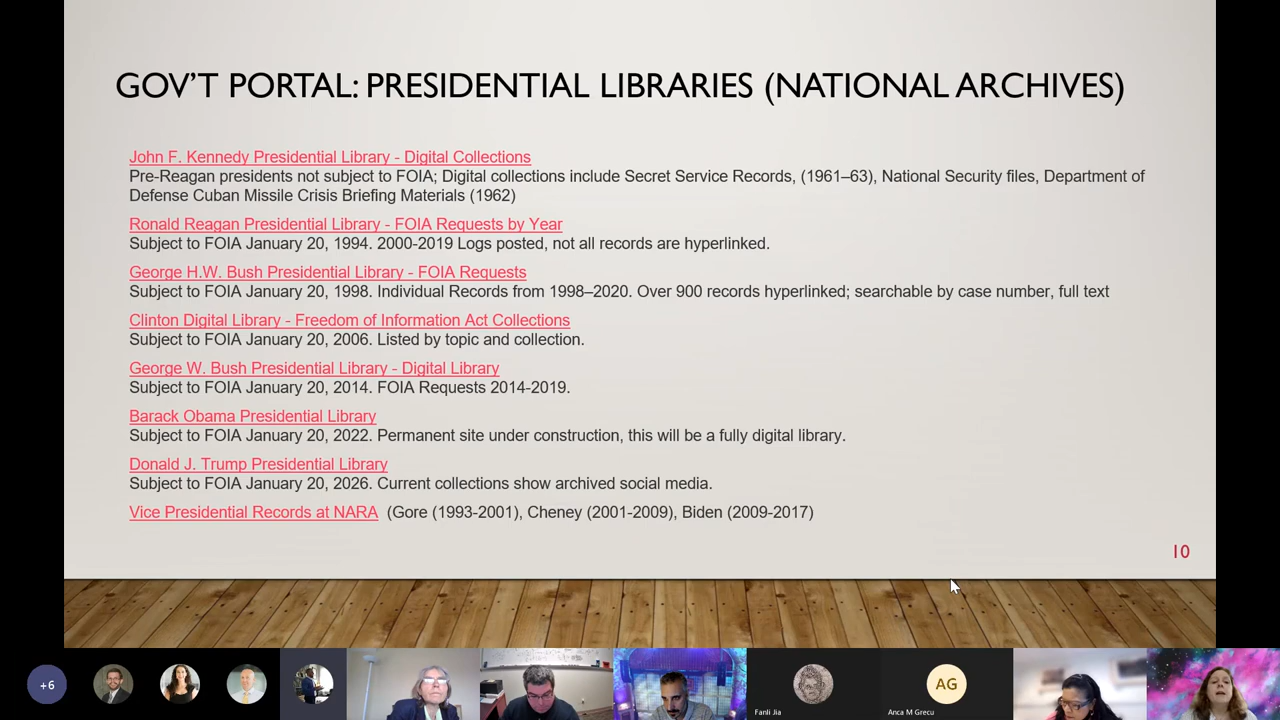 GOV'T PORTAL: PRESIDENTIAL LIBRARIES (NATIONAL ARCHIVES)
John F. Kennedy Presidential Library - Digital Collections
Pre-Reagan presidents not subject to FOIA; Digital collections include Secret Service Records, (1961–63), National Security files, Department of
Defense Cuban Missile Crisis Briefing Materials (1962)
Ronald Reagan Presidential Library - FOIA Requests by Year
Subject to FOIA January 20, 1994. 2000-2019 Logs posted, not all records are hyperlinked.
George H.W. Bush Presidential Library - FOIA Requests
Subject to FOIA January 20, 1998. Individual Records from 1998–2020. Over 900 records hyperlinked; searchable by case number, full text
Clinton Digital Library - Freedom of Information Act Collections
Subject to FOIA January 20, 2006. Listed by topic and collection.
George W. Bush Presidential Library - Digital Library
Subject to FOIA January 20, 2014. FOIA Requests 2014-2019.
Barack Obama Presidential Library
Subject to FOIA January 20, 2022. Permanent site under construction, this will be a fully digital library.
Donald J. Trump Presidential Library
Subject to FOIA January 20, 2026. Current collections show archived social media.
Vice Presidential Records at NARA (Gore (1993-2001), Cheney (2001-2009), Biden (2009-2017)
10
+6
AG
Fanli Jia
Anca M Grecu